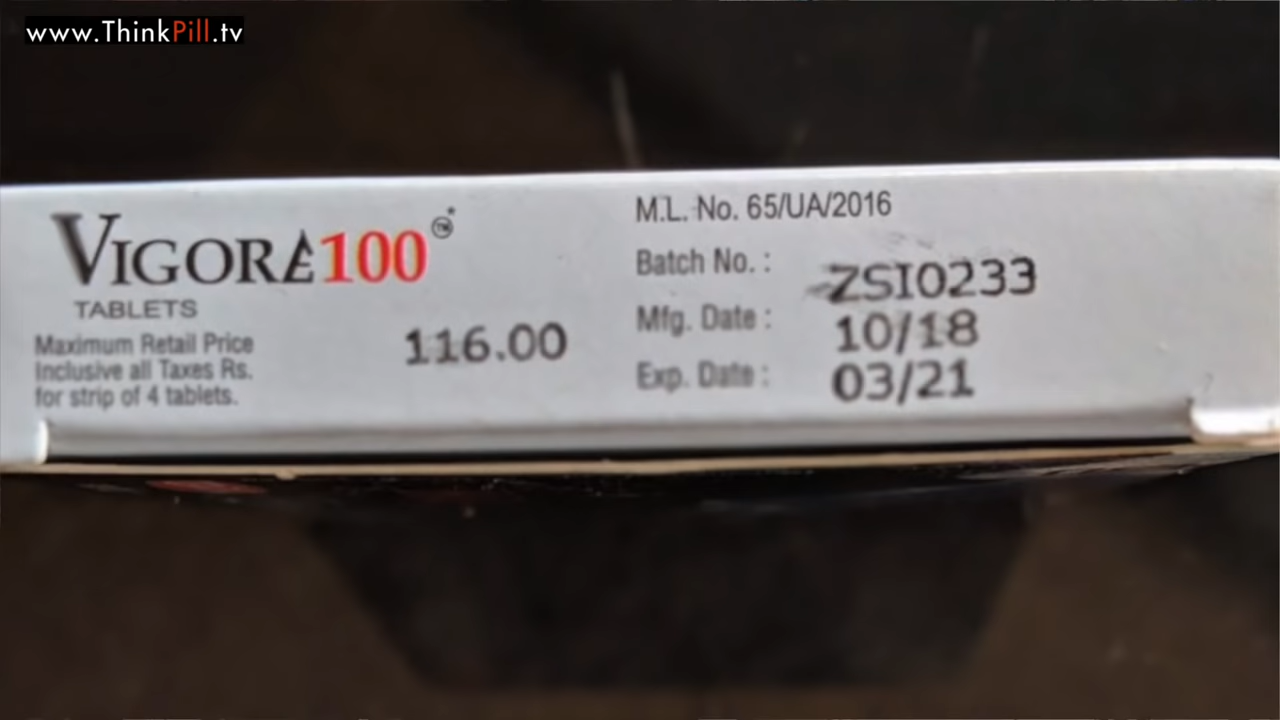 www.ThinkPill.tv
VIGORA100™*
TABLETS
Maximum Retail Price
Inclusive all Taxes Rs.
for strip of 4 tablets.
116.00
M.L. No. 65/UA/2016
Batch No. : ZSI0233
Mfg. Date : 10/18
Exp. Date : 03/21